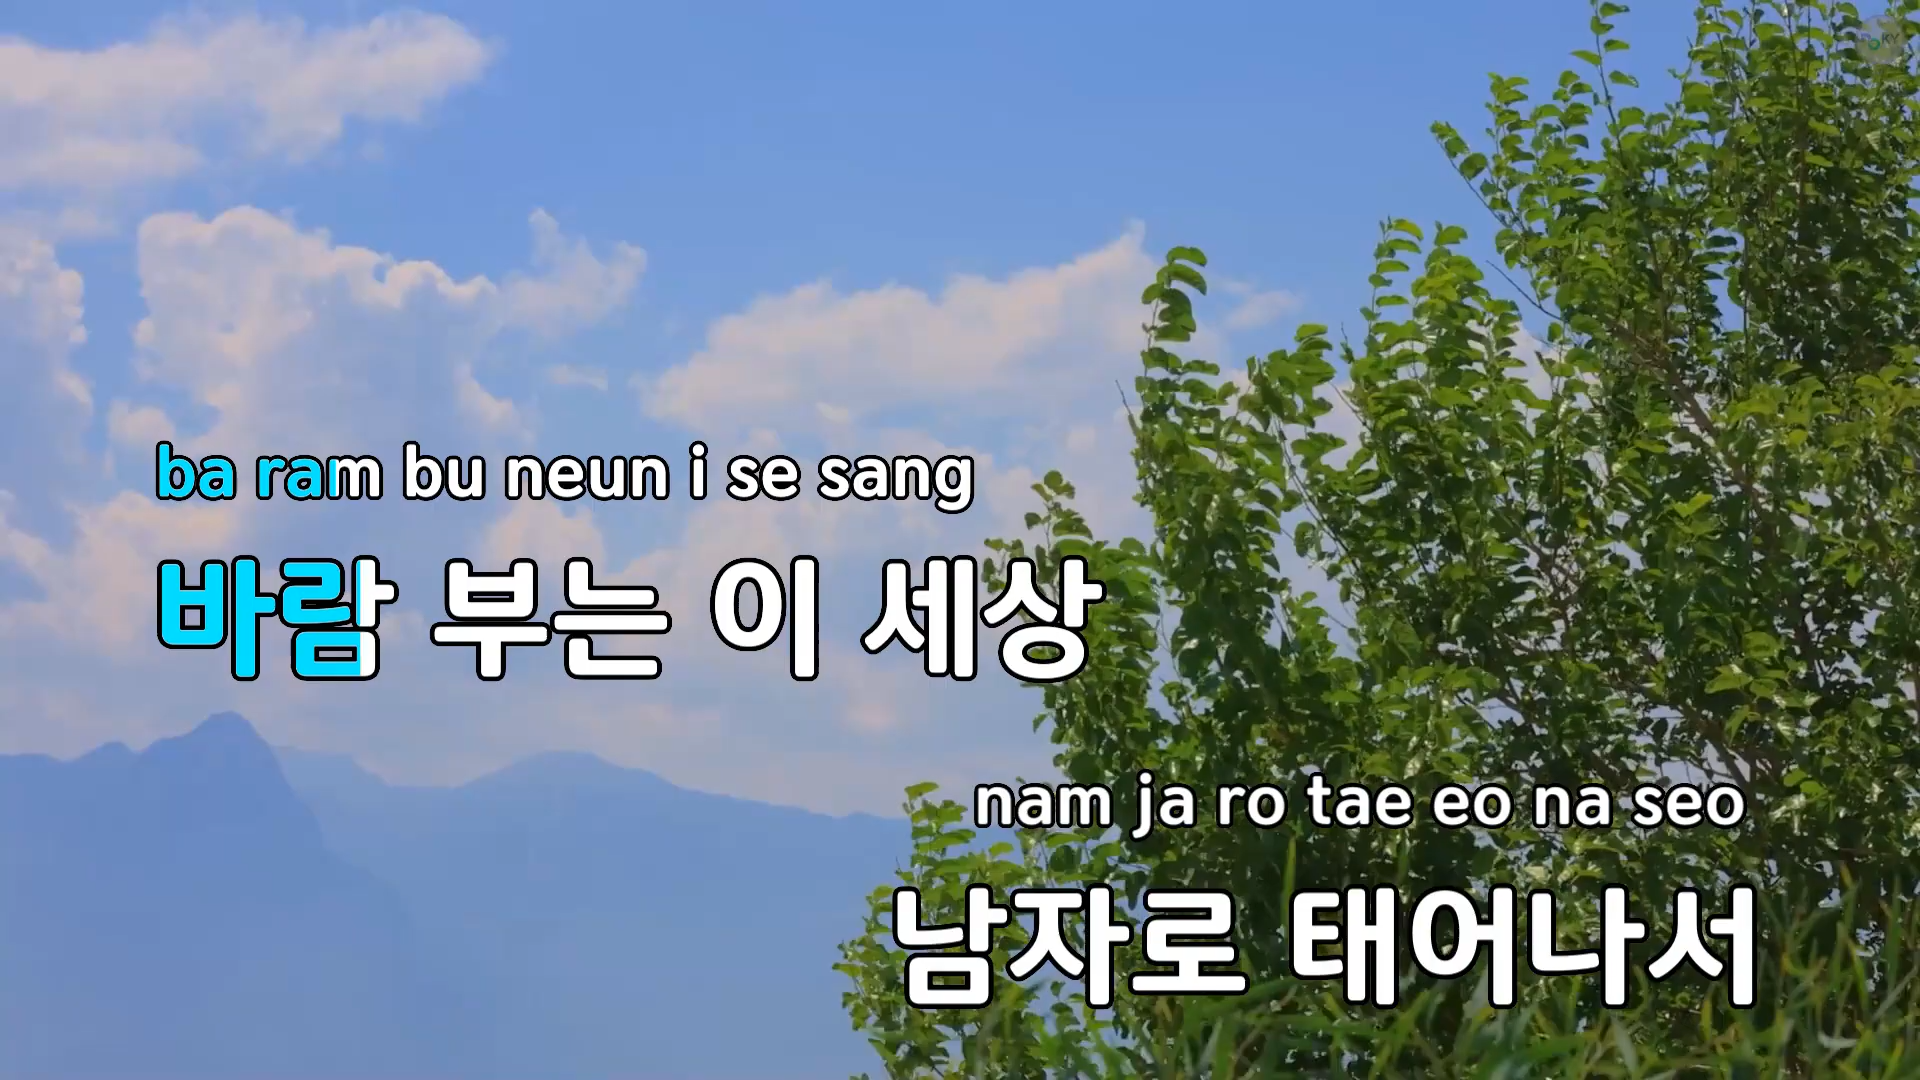 ba ram bu neun i se sang
바람 부는 이 세상
nam ja ro tae eo na seo
남자로 태어나서